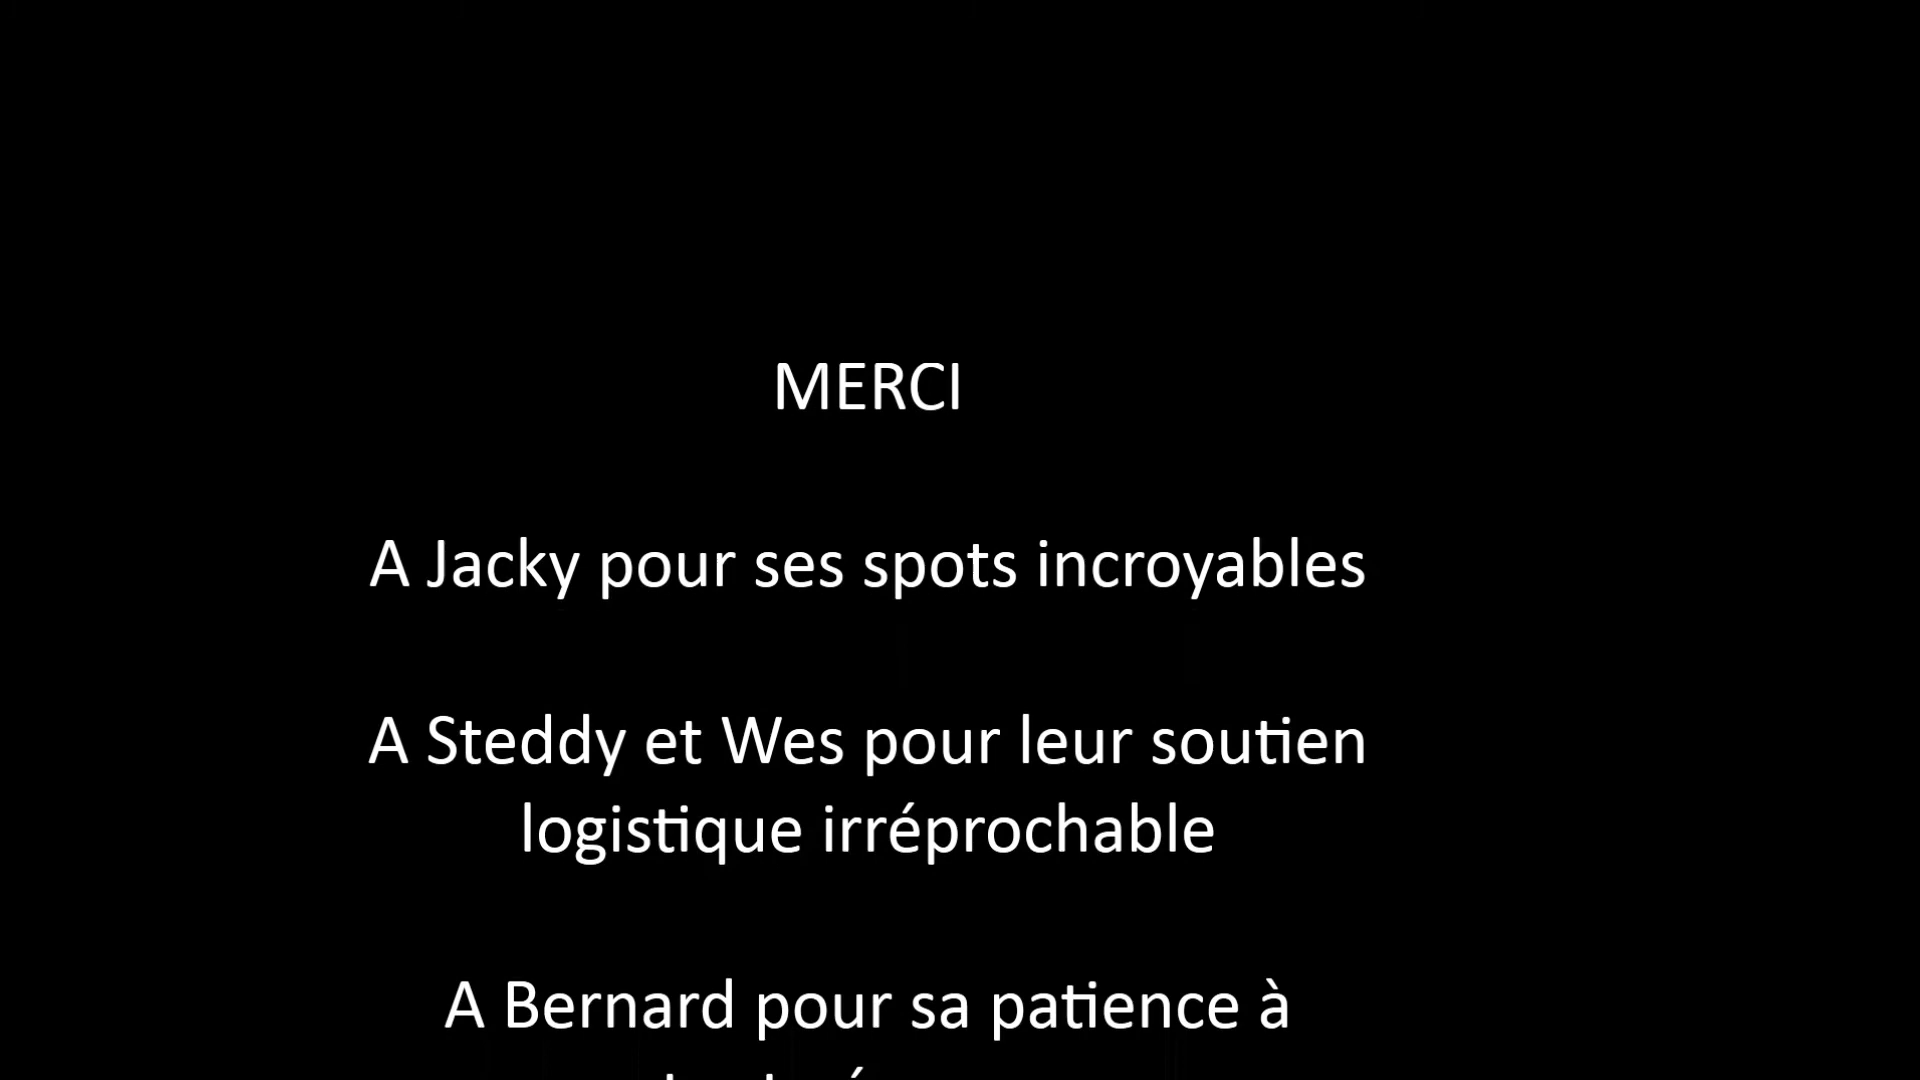 MERCI
A Jacky pour ses spots incroyables
A Steddy et Wes pour leur soutien
logistique irréprochable
A Bernard pour sa patience à